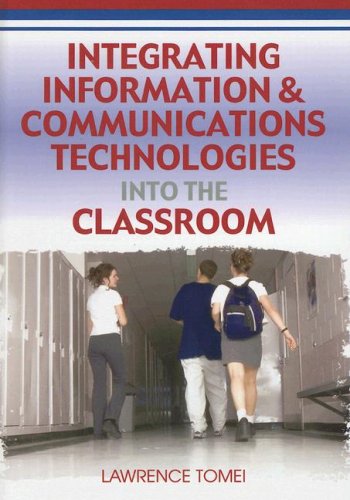 INTEGRATING
INFORMATION &
COMMUNICATIONS
TECHNOLOGIES
INTO THE
CLASSROOM
LAWRENCE TOMEI